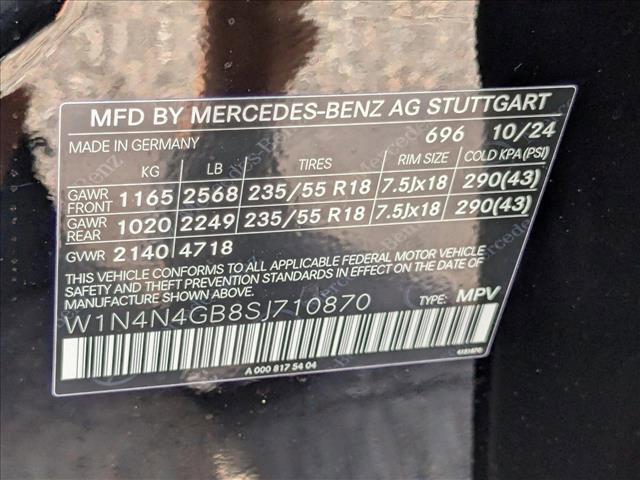 MFD BY MERCEDES-BENZ AG STUTTGART
MADE IN GERMANY 696 10/24
KG LB TIRES RIM SIZE COLD KPA(PSI)
GAWR FRONT 1165 2568 235/55 R18 7.5Jx18 290(43)
GAWR REAR 1020 2249 235/55 R18 7.5Jx18 290(43)
GVWR 2140 4718
THIS VEHICLE CONFORMS TO ALL APPLICABLE FEDERAL MOTOR VEHICLE
SAFETY AND THEFT BUMPER STANDARDS IN EFFECT ON THE
DATE OF MANUFACTURE SHOWN ABOVE.
W1N4N4GB8SJ710870 TYPE: MPV
A 000 817 54 04